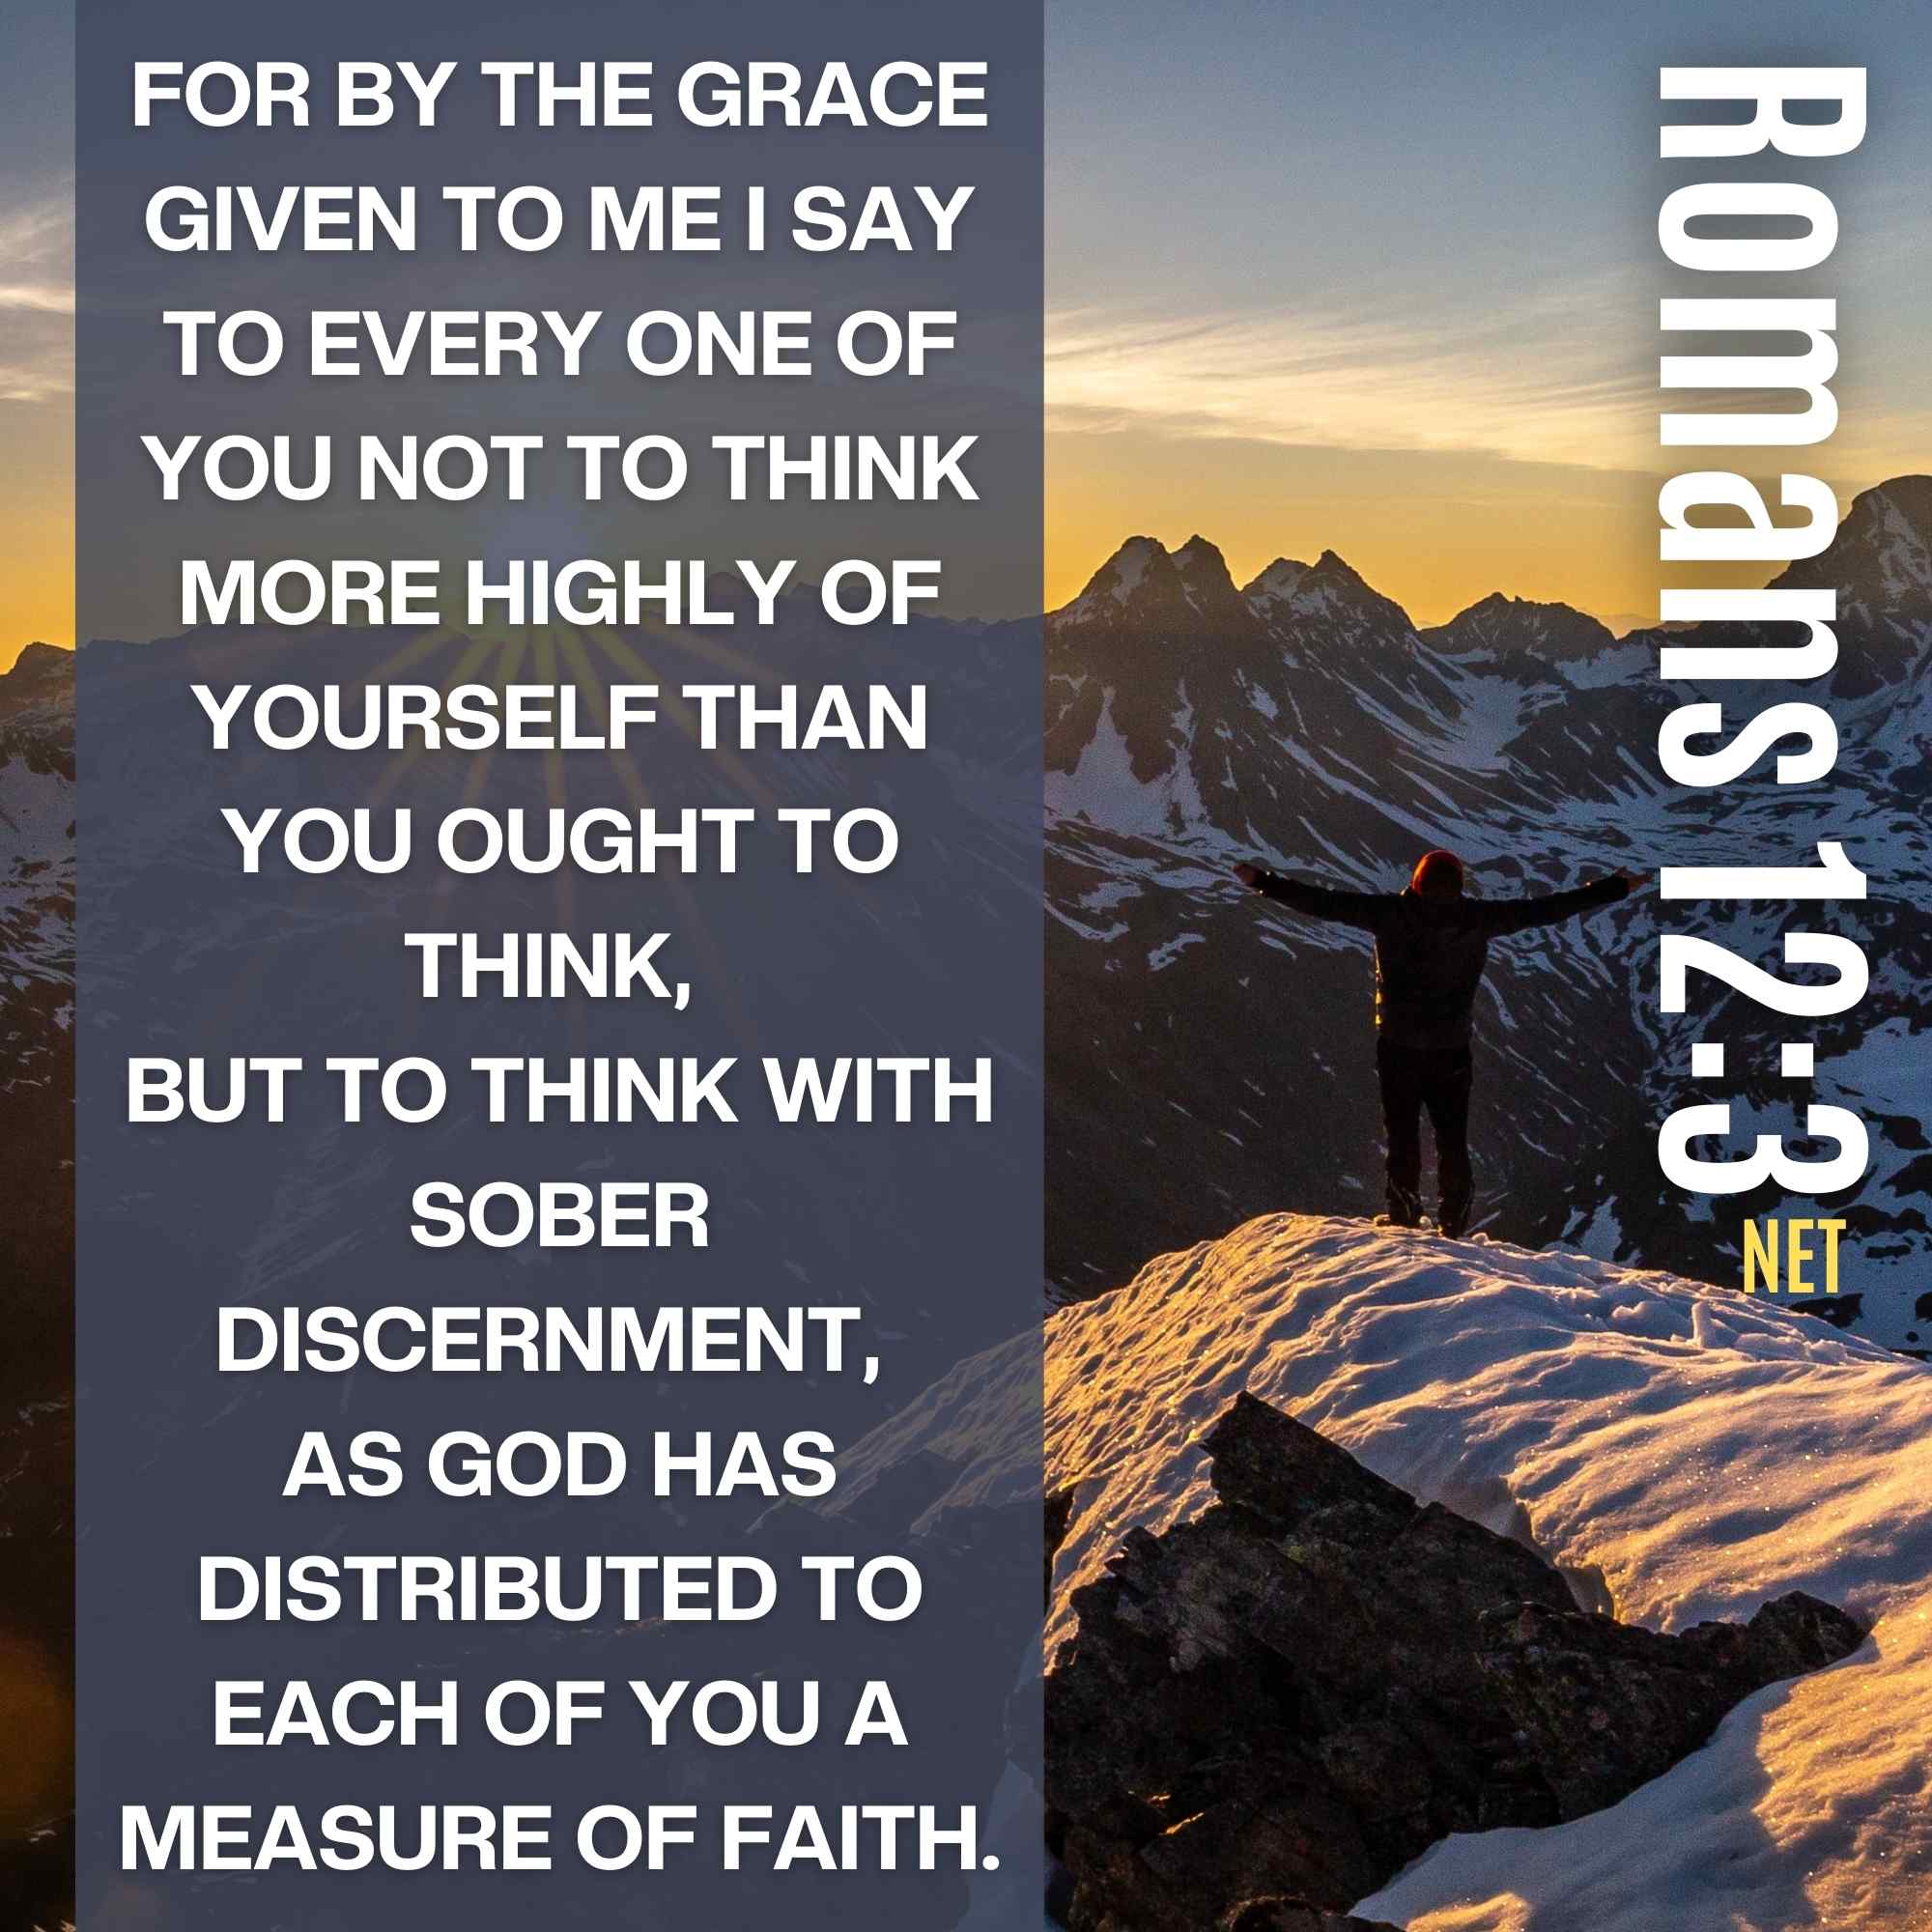 FOR BY THE GRACE
GIVEN TO ME I SAY
TO EVERY ONE OF
YOU NOT TO THINK
MORE HIGHLY OF
YOURSELF THAN
YOU OUGHT TO
THINK,
BUT TO THINK WITH
SOBER
DISCERNMENT,
AS GOD HAS
DISTRIBUTED TO
EACH OF YOU A
MEASURE OF FAITH.
Romans 12:3
NET